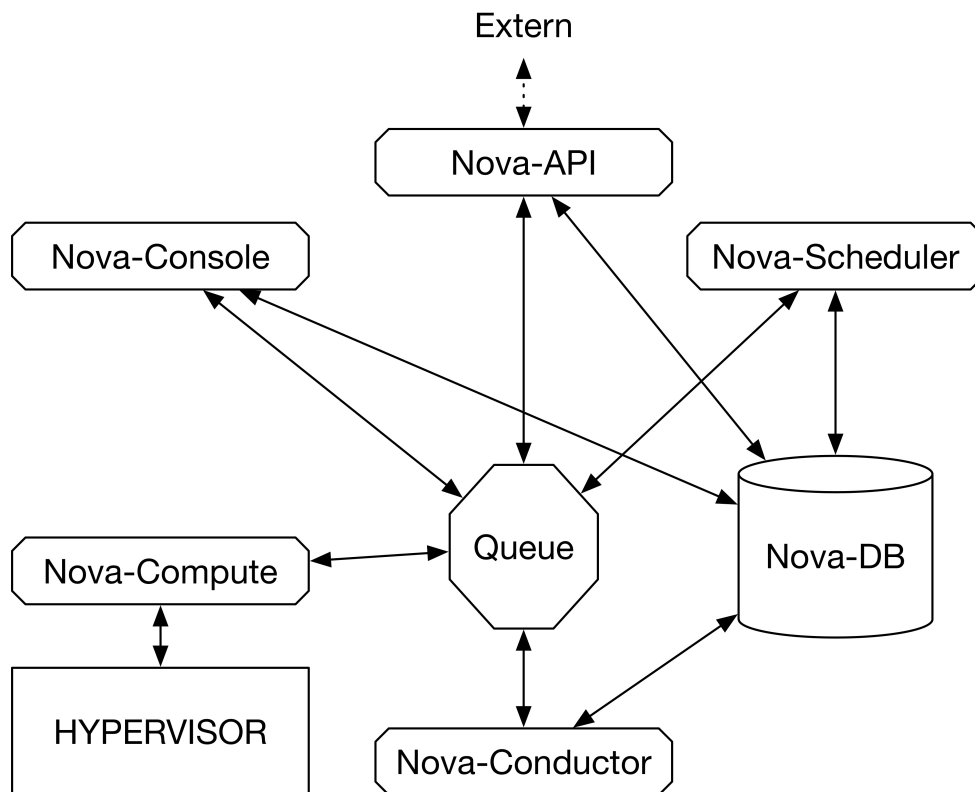 Extern
Nova-API
Nova-Console
Nova-Scheduler
Queue
Nova-DB
Nova-Compute
HYPERVISOR
Nova-Conductor